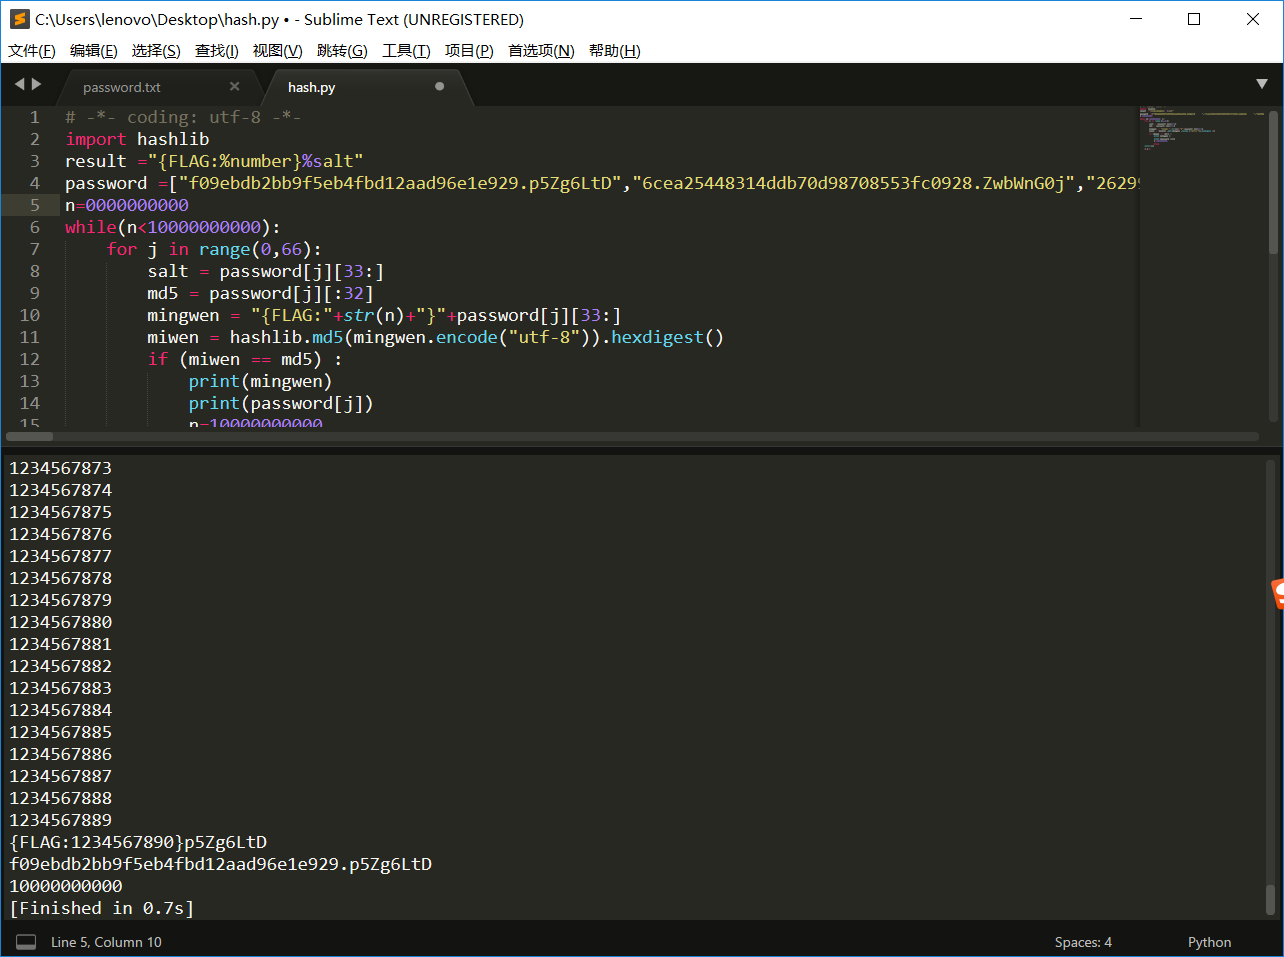 C:\Users\lenovo\Desktop\hash.py • - Sublime Text (UNREGISTERED)
文件(F) 编辑(E) 选择(S) 查找(I) 视图(V) 跳转(G) 工具(T) 项目(P) 首选项(N) 帮助(H)
password.txt hash.py
1 # -*- coding: utf-8 -*-
2 import hashlib
3 result ="{FLAG:%number}%salt"
4 password =["f09ebdb2bb9f5eb4fbd12aad96e1e929.p5Zg6LtD","6cea25448314ddb70d98708553fc0928.ZwbWnG0j","2629
5 n=0000000000
6 while(n<10000000000):
7 for j in range(0,66):
8 salt = password[j][33:]
9 md5 = password[j][:32]
10 mingwen = "{FLAG:"+str(n)+"}"+password[j][33:]
11 miwen = hashlib.md5(mingwen.encode("utf-8")).hexdigest()
12 if (miwen == md5) :
13 print(mingwen)
14 print(password[j])
15 n=10000000000
1234567873
1234567874
1234567875
1234567876
1234567877
1234567878
1234567879
1234567880
1234567881
1234567882
1234567883
1234567884
1234567885
1234567886
1234567887
1234567888
1234567889
{FLAG:1234567890}p5Zg6LtD
f09ebdb2bb9f5eb4fbd12aad96e1e929.p5Zg6LtD
10000000000
[Finished in 0.7s]
Line 5, Column 10 Spaces: 4 Python